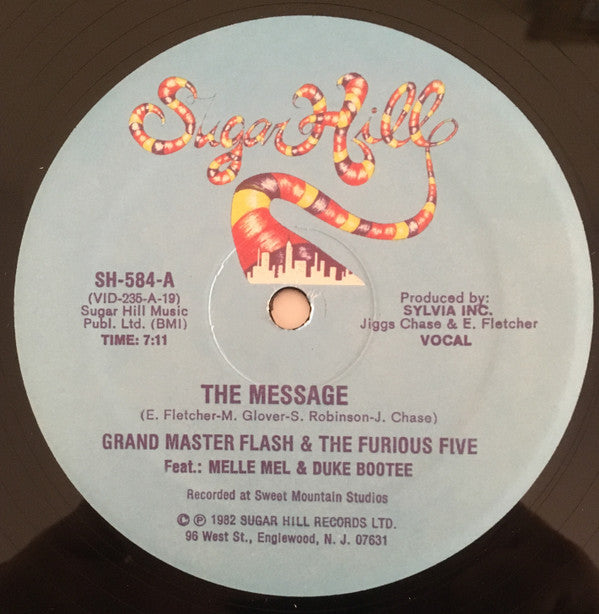 Sugar Hill
SH-584-A
(VID-235-A-19)
Sugar Hill Music
Publ. Ltd. (BMI)
TIME: 7:11
Produced by:
SYLVIA INC.
Jiggs Chase & E. Fletcher
VOCAL
THE MESSAGE
(E. Fletcher-M. Glover-S. Robinson-J. Chase)
GRAND MASTER FLASH & THE FURIOUS FIVE
Feat.: MELLE MEL & DUKE BOOTEE
Recorded at Sweet Mountain Studios
© ℗ 1982 SUGAR HILL RECORDS LTD.
96 West St., Englewood, N. J. 07631